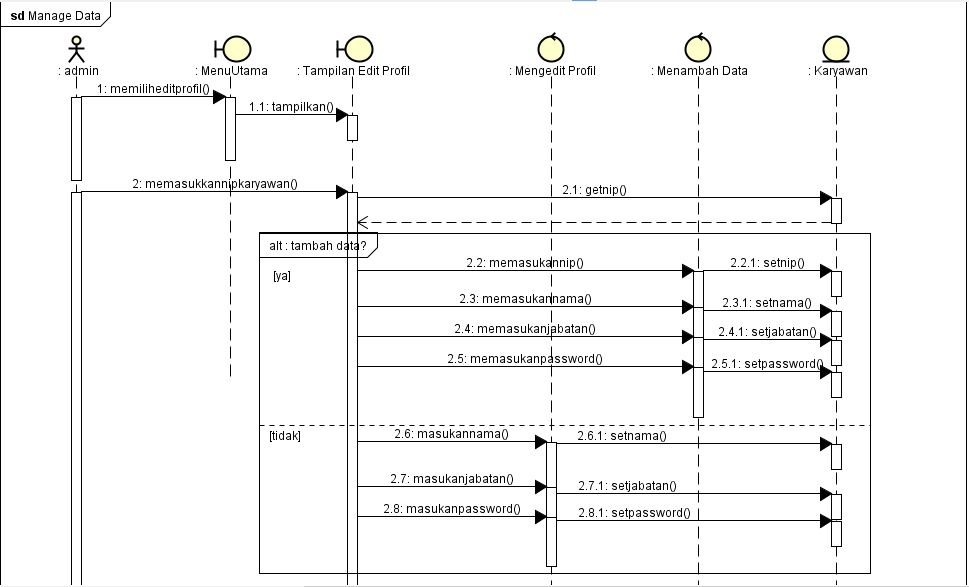 sd Manage Data
: admin
: MenuUtama
: Tampilan Edit Profil
: Mengedit Profil
: Menambah Data
: Karyawan
1: memiliheditprofil()
1.1: tampilkan()
2: memasukkannipkaryawan()
2.1: getnip()
alt : tambah data?
[ya]
2.2: memasukannip()
2.2.1: setnip()
2.3: memasukannama()
2.3.1: setnama()
2.4: memasukanjabatan()
2.4.1: setjabatan()
2.5: memasukanpassword()
2.5.1: setpassword()
[tidak]
2.6: masukannama()
2.6.1: setnama()
2.7: masukanjabatan()
2.7.1: setjabatan()
2.8: masukanpassword()
2.8.1: setpassword()